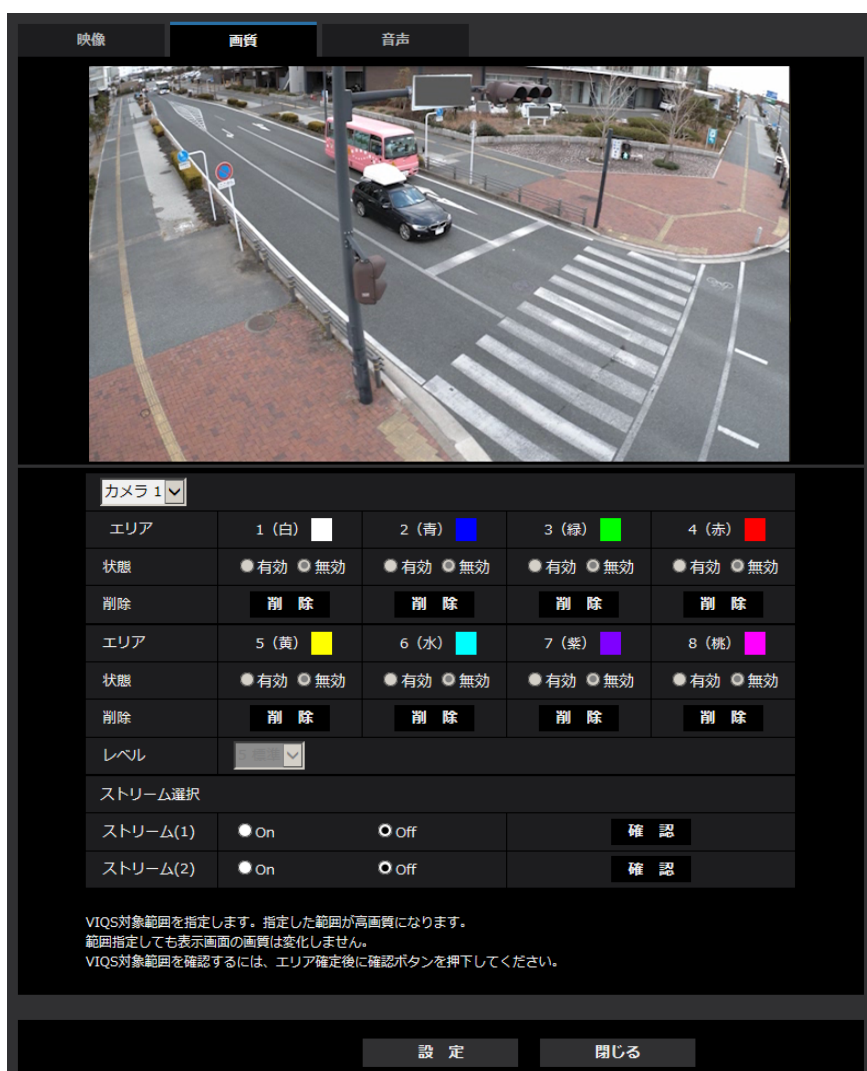 映像 画質 音声
カメラ 1
エリア 1（白） 2（青） 3（緑） 4（赤）
状態 有効 無効 有効 無効 有効 無効 有効 無効
削除 削 除 削 除 削 除 削 除
エリア 5（黄） 6（水） 7（紫） 8（桃）
状態 有効 無効 有効 無効 有効 無効 有効 無効
削除 削 除 削 除 削 除 削 除
レベル 5 標準
ストリーム選択
ストリーム(1) On Off 確 認
ストリーム(2) On Off 確 認
VIQS対象範囲を指定します。指定した範囲が高画質になります。
範囲指定しても表示画面の画質は変化しません。
VIQS対象範囲を確認するには、エリア確定後に確認ボタンを押下してください。
設 定 閉じる